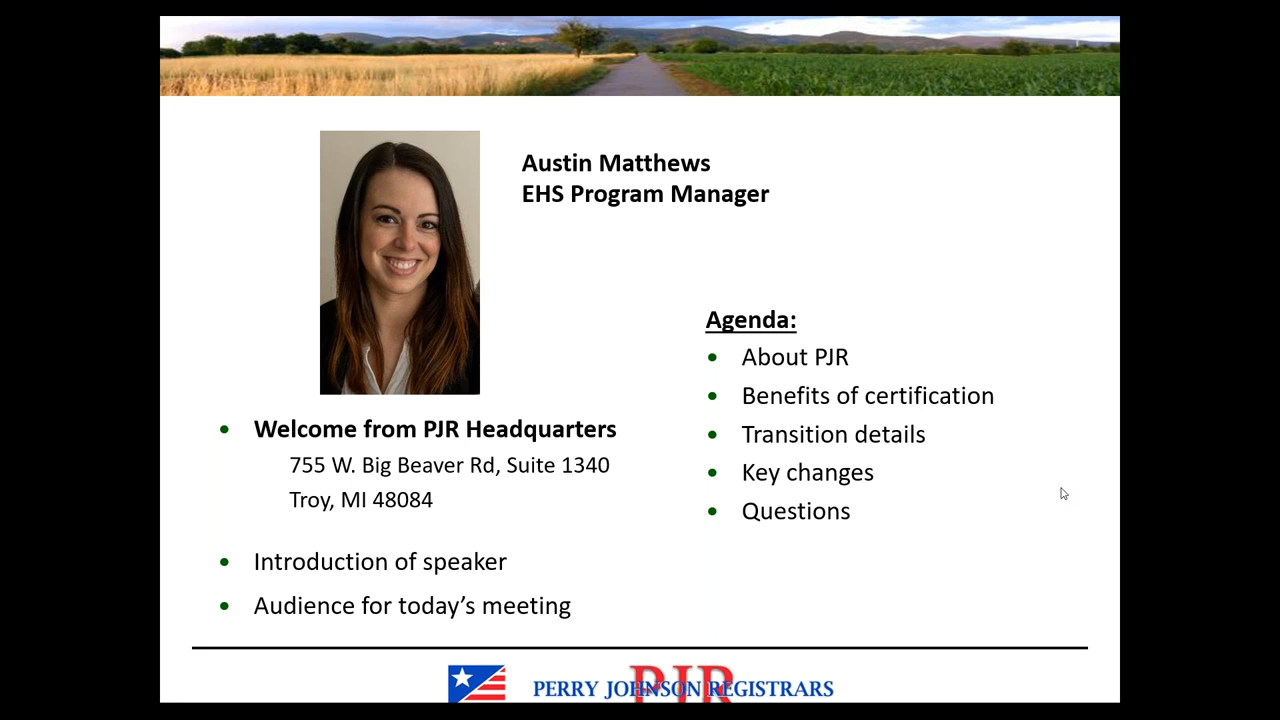 Austin Matthews
EHS Program Manager
Agenda:
• About PJR
• Benefits of certification
• Transition details
• Key changes
• Questions
• Welcome from PJR Headquarters
755 W. Big Beaver Rd, Suite 1340
Troy, MI 48084
• Introduction of speaker
• Audience for today's meeting
PJR
PERRY JOHNSON REGISTRARS